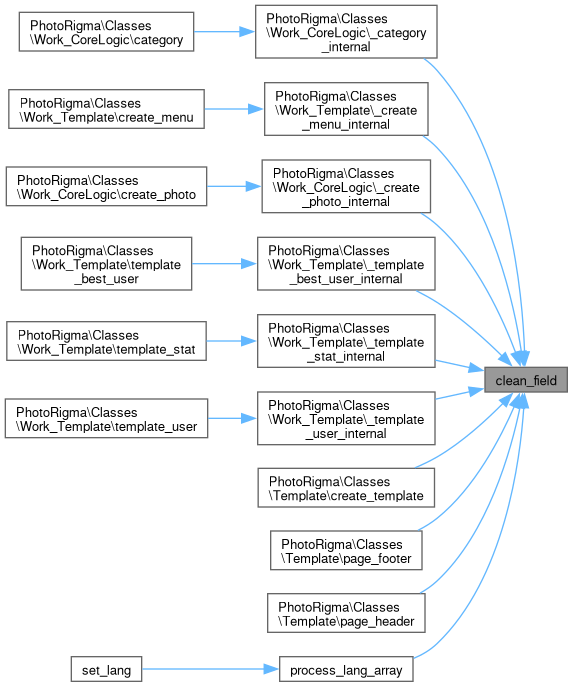 PhotoRigma\Classes
\Work_CoreLogic\category
PhotoRigma\Classes
\Work_CoreLogic\_category
_internal
PhotoRigma\Classes
\Work_Template\create_menu
PhotoRigma\Classes
\Work_Template\_create
_menu_internal
PhotoRigma\Classes
\Work_CoreLogic\create_photo
PhotoRigma\Classes
\Work_CoreLogic\_create
_photo_internal
PhotoRigma\Classes
\Work_Template\template
_best_user
PhotoRigma\Classes
\Work_Template\_template
_best_user_internal
PhotoRigma\Classes
\Work_Template\template_stat
PhotoRigma\Classes
\Work_Template\_template
_stat_internal
clean_field
PhotoRigma\Classes
\Work_Template\template_user
PhotoRigma\Classes
\Work_Template\_template
_user_internal
PhotoRigma\Classes
\Template\create_template
PhotoRigma\Classes
\Template\page_footer
PhotoRigma\Classes
\Template\page_header
set_lang
process_lang_array